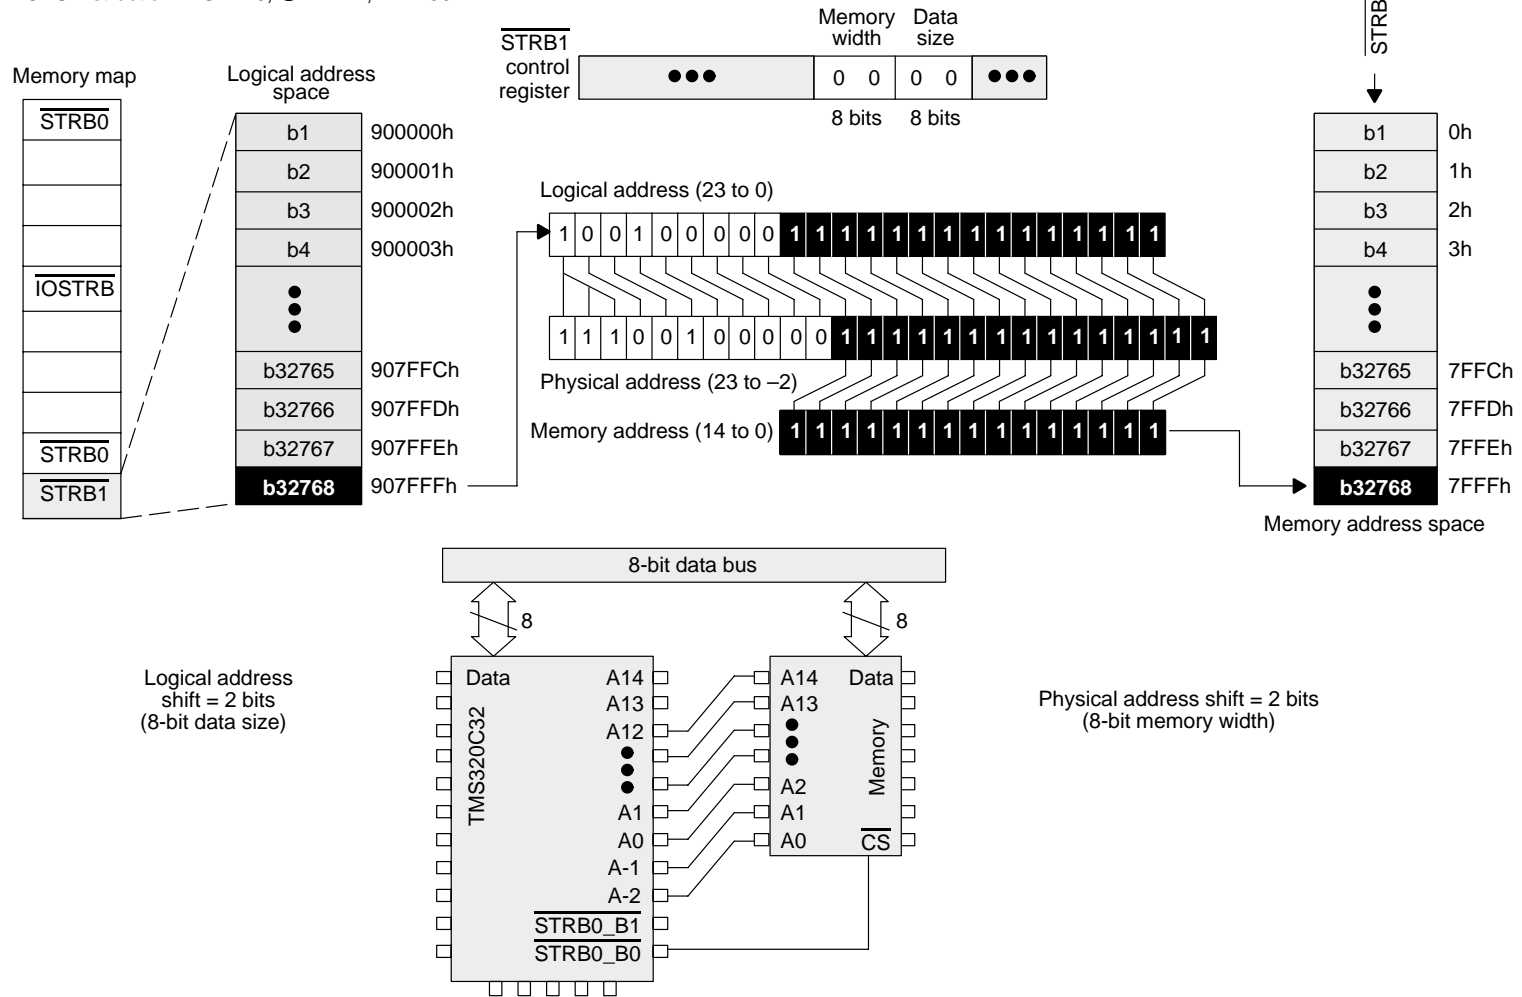 STRB
Memory width
Data size
STRB1 control register
0 0
0 0
8 bits
8 bits
Memory map
STRB0
IOSTRB
STRB0
STRB1
Logical address space
b1 900000h
b2 900001h
b3 900002h
b4 900003h
b32765 907FFCh
b32766 907FFDh
b32767 907FFEh
b32768 907FFFh
Logical address (23 to 0)
1 0 0 1 0 0 0 0 0 1 1 1 1 1 1 1 1 1 1 1 1 1 1 1
1 1 1 0 0 1 0 0 0 0 0 1 1 1 1 1 1 1 1 1 1 1 1 1 1 1
Physical address (23 to –2)
Memory address (14 to 0)
1 1 1 1 1 1 1 1 1 1 1 1 1 1 1
b1 0h
b2 1h
b3 2h
b4 3h
b32765 7FFCh
b32766 7FFDh
b32767 7FFEh
b32768 7FFFh
Memory address space
8-bit data bus
8
8
Logical address
shift = 2 bits
(8-bit data size)
Data
TMS320C32
A14
A13
A12
A1
A0
A-1
A-2
STRB0_B1
STRB0_B0
A14
A13
A2
A1
A0
Data
Memory
CS
Physical address shift = 2 bits
(8-bit memory width)